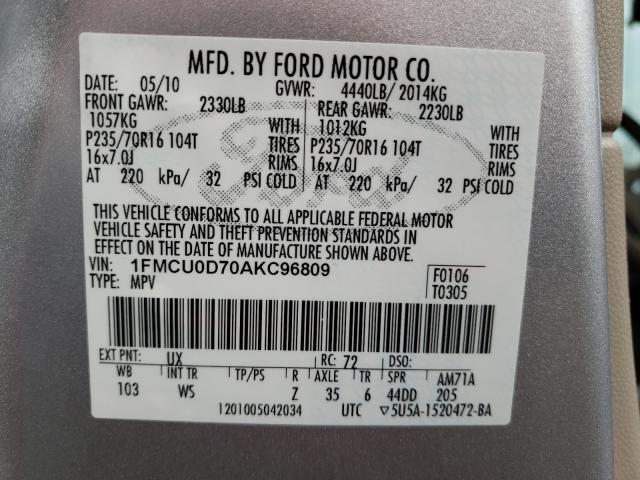 MFD. BY FORD MOTOR CO.
DATE: 05/10 GVWR: 4440LB/ 2014KG
FRONT GAWR: 2330LB REAR GAWR: 2230LB
1057KG WITH 1012KG WITH
P235/70R16 104T TIRES P235/70R16 104T TIRES
16x7.0J RIMS 16x7.0J RIMS
AT 220 kPa/ 32 PSI COLD AT 220 kPa/ 32 PSI COLD
Ford
THIS VEHICLE CONFORMS TO ALL APPLICABLE FEDERAL MOTOR
VEHICLE SAFETY AND THEFT PREVENTION STANDARDS IN
EFFECT ON THE DATE OF MANUFACTURE SHOWN ABOVE.
VIN: 1FMCU0D70AKC96809 F0106
TYPE: MPV T0305
EXT PNT: UX RC: 72 DSO:
WB INT TR TP/PS R AXLE TR SPR AM71A
103 WS Z 35 6 44DD 205
1201005042034 UTC ▽5U5A-1520472-BA